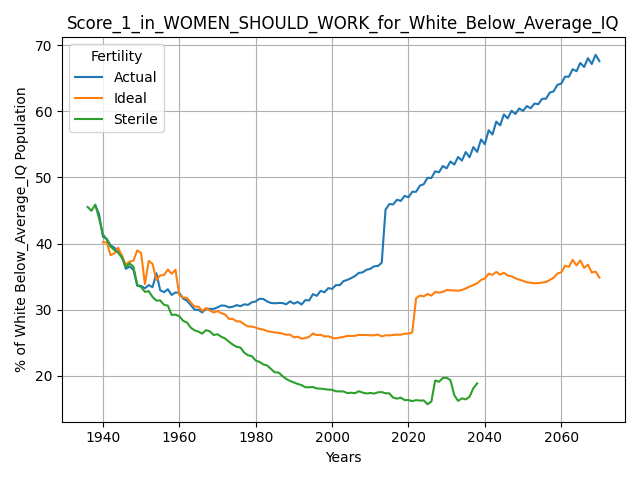 Score_1_in_WOMEN_SHOULD_WORK_for_White_Below_Average_IQ
% of White Below_Average_IQ Population
70
60
50
40
30
20
Fertility
Actual
Ideal
Sterile
1940 1960 1980 2000 2020 2040 2060
Years